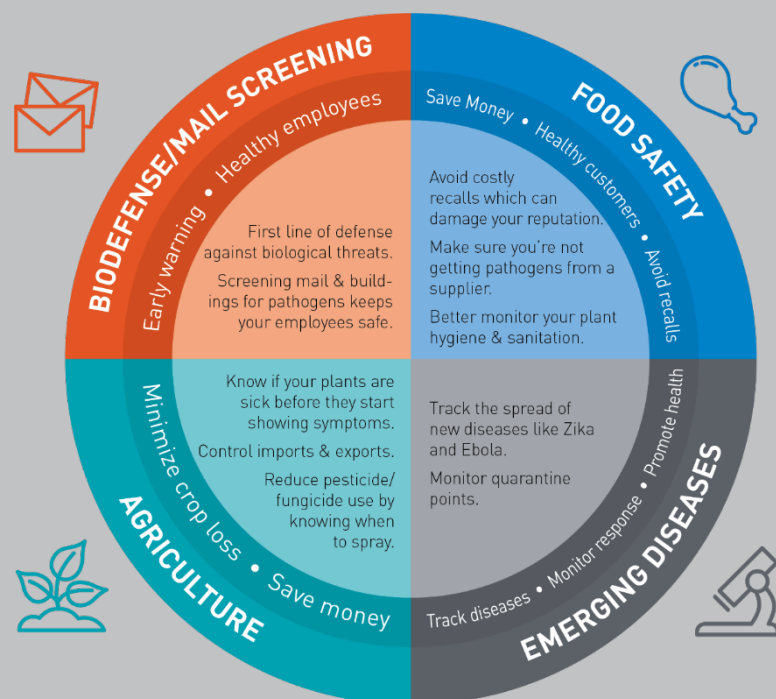 BIODEFENSE/MAIL SCREENING
Early warning • Healthy employees
First line of defense
against biological threats.
Screening mail & build-
ings for pathogens keeps
your employees safe.
FOOD SAFETY
Save Money • Healthy customers • Avoid recalls
Avoid costly
recalls which can
damage your reputation.
Make sure you're not
getting pathogens from a
supplier.
Better monitor your plant
hygiene & sanitation.
AGRICULTURE
Minimize crop loss • Save money
Know if your plants are
sick before they start
showing symptoms.
Control imports & exports.
Reduce pesticide/
fungicide use by
knowing when
to spray.
EMERGING DISEASES
Track diseases • Monitor response • Promote health
Track the spread of
new diseases like Zika
and Ebola.
Monitor quarantine
points.